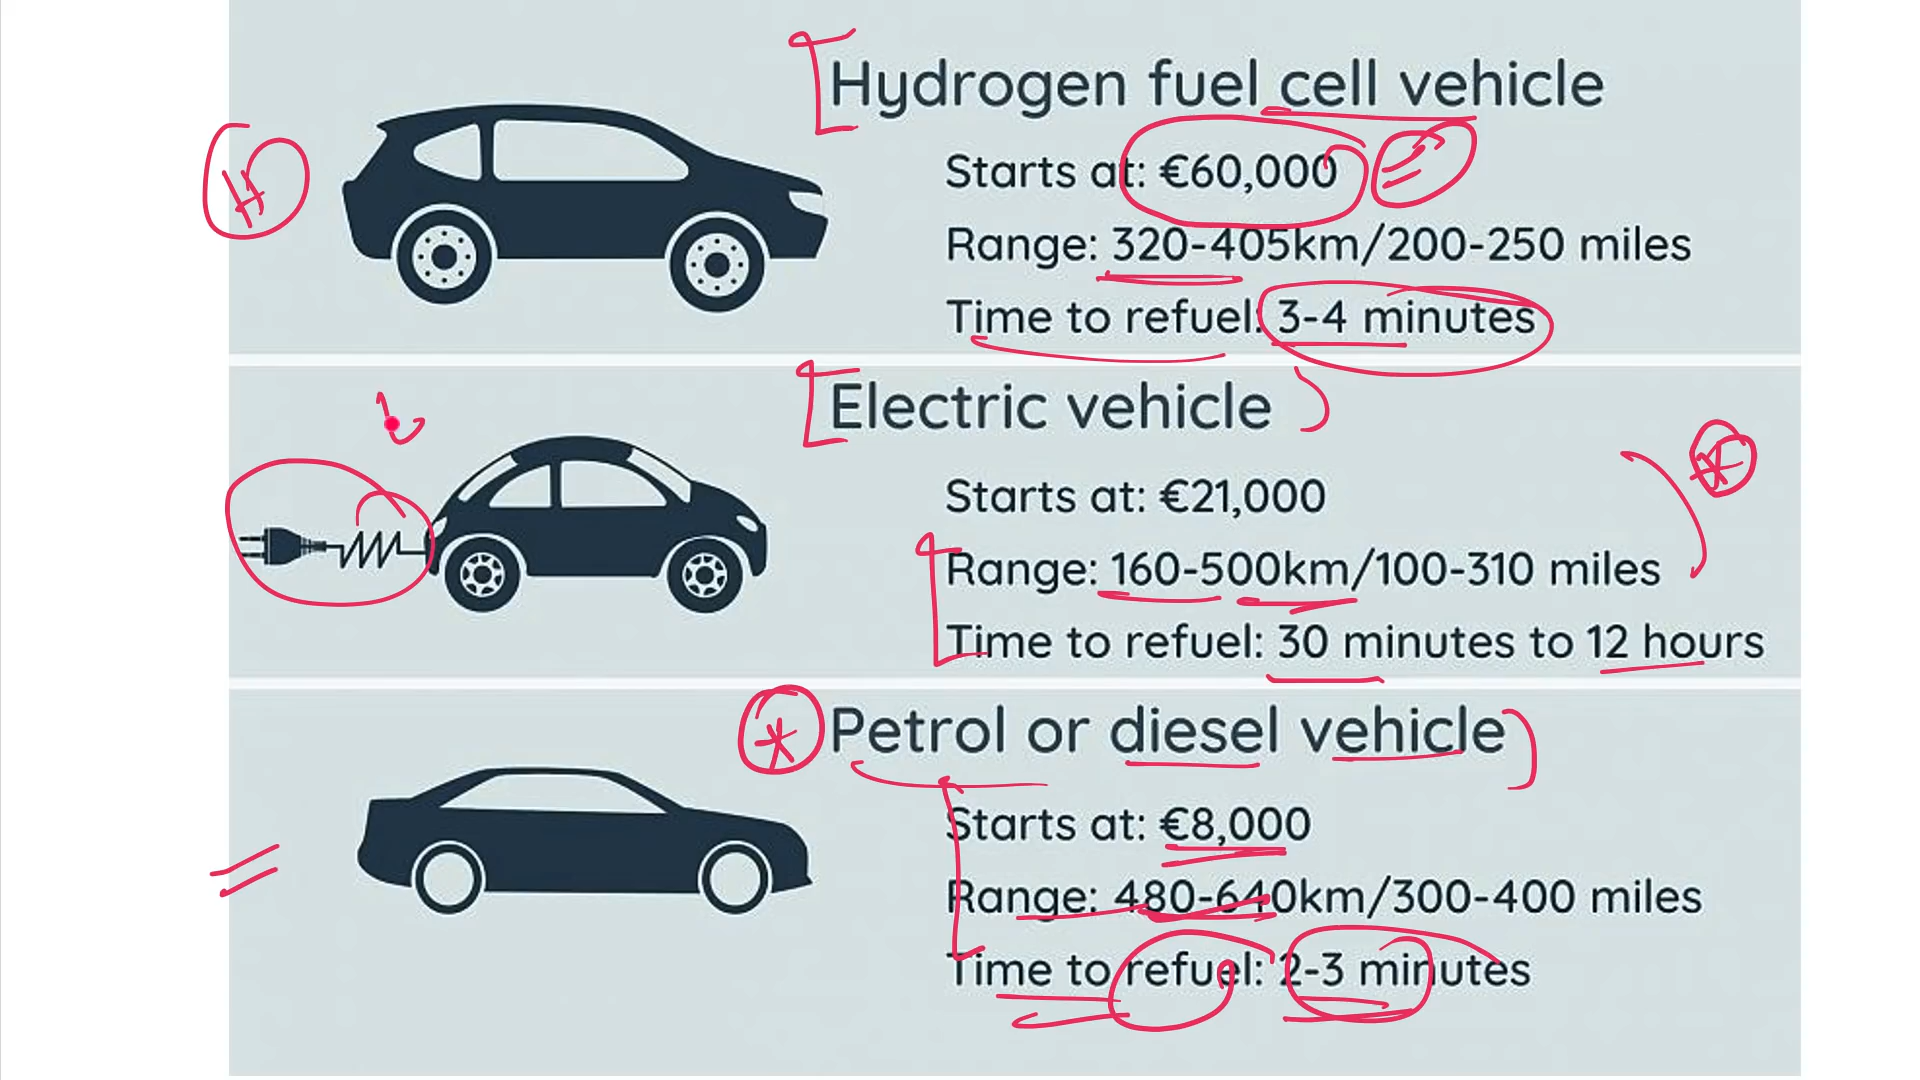 Hydrogen fuel cell vehicle
H
Starts at: €60,000
Range: 320-405km/200-250 miles
Time to refuel: 3-4 minutes
Electric vehicle
Starts at: €21,000
Range: 160-500km/100-310 miles
Time to refuel: 30 minutes to 12 hours
Petrol or diesel vehicle
Starts at: €8,000
Range: 480-640km/300-400 miles
Time to refuel: 2-3 minutes